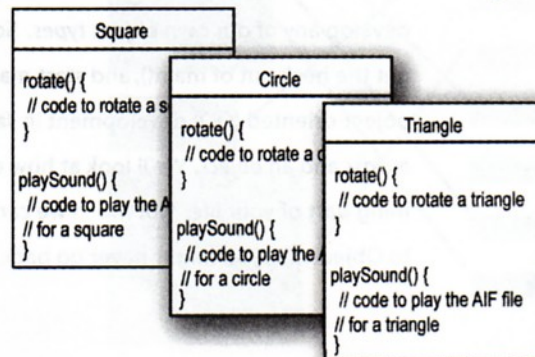 Square
rotate() {
// code to rotate a
}
playSound() {
// code to play the
// for a square
}
Circle
rotate() {
// code to rotate a
}
playSound() {
// code to play the
// for a circle
}
Triangle
rotate() {
// code to rotate a triangle
}
playSound() {
// code to play the AIF file
// for a triangle
}